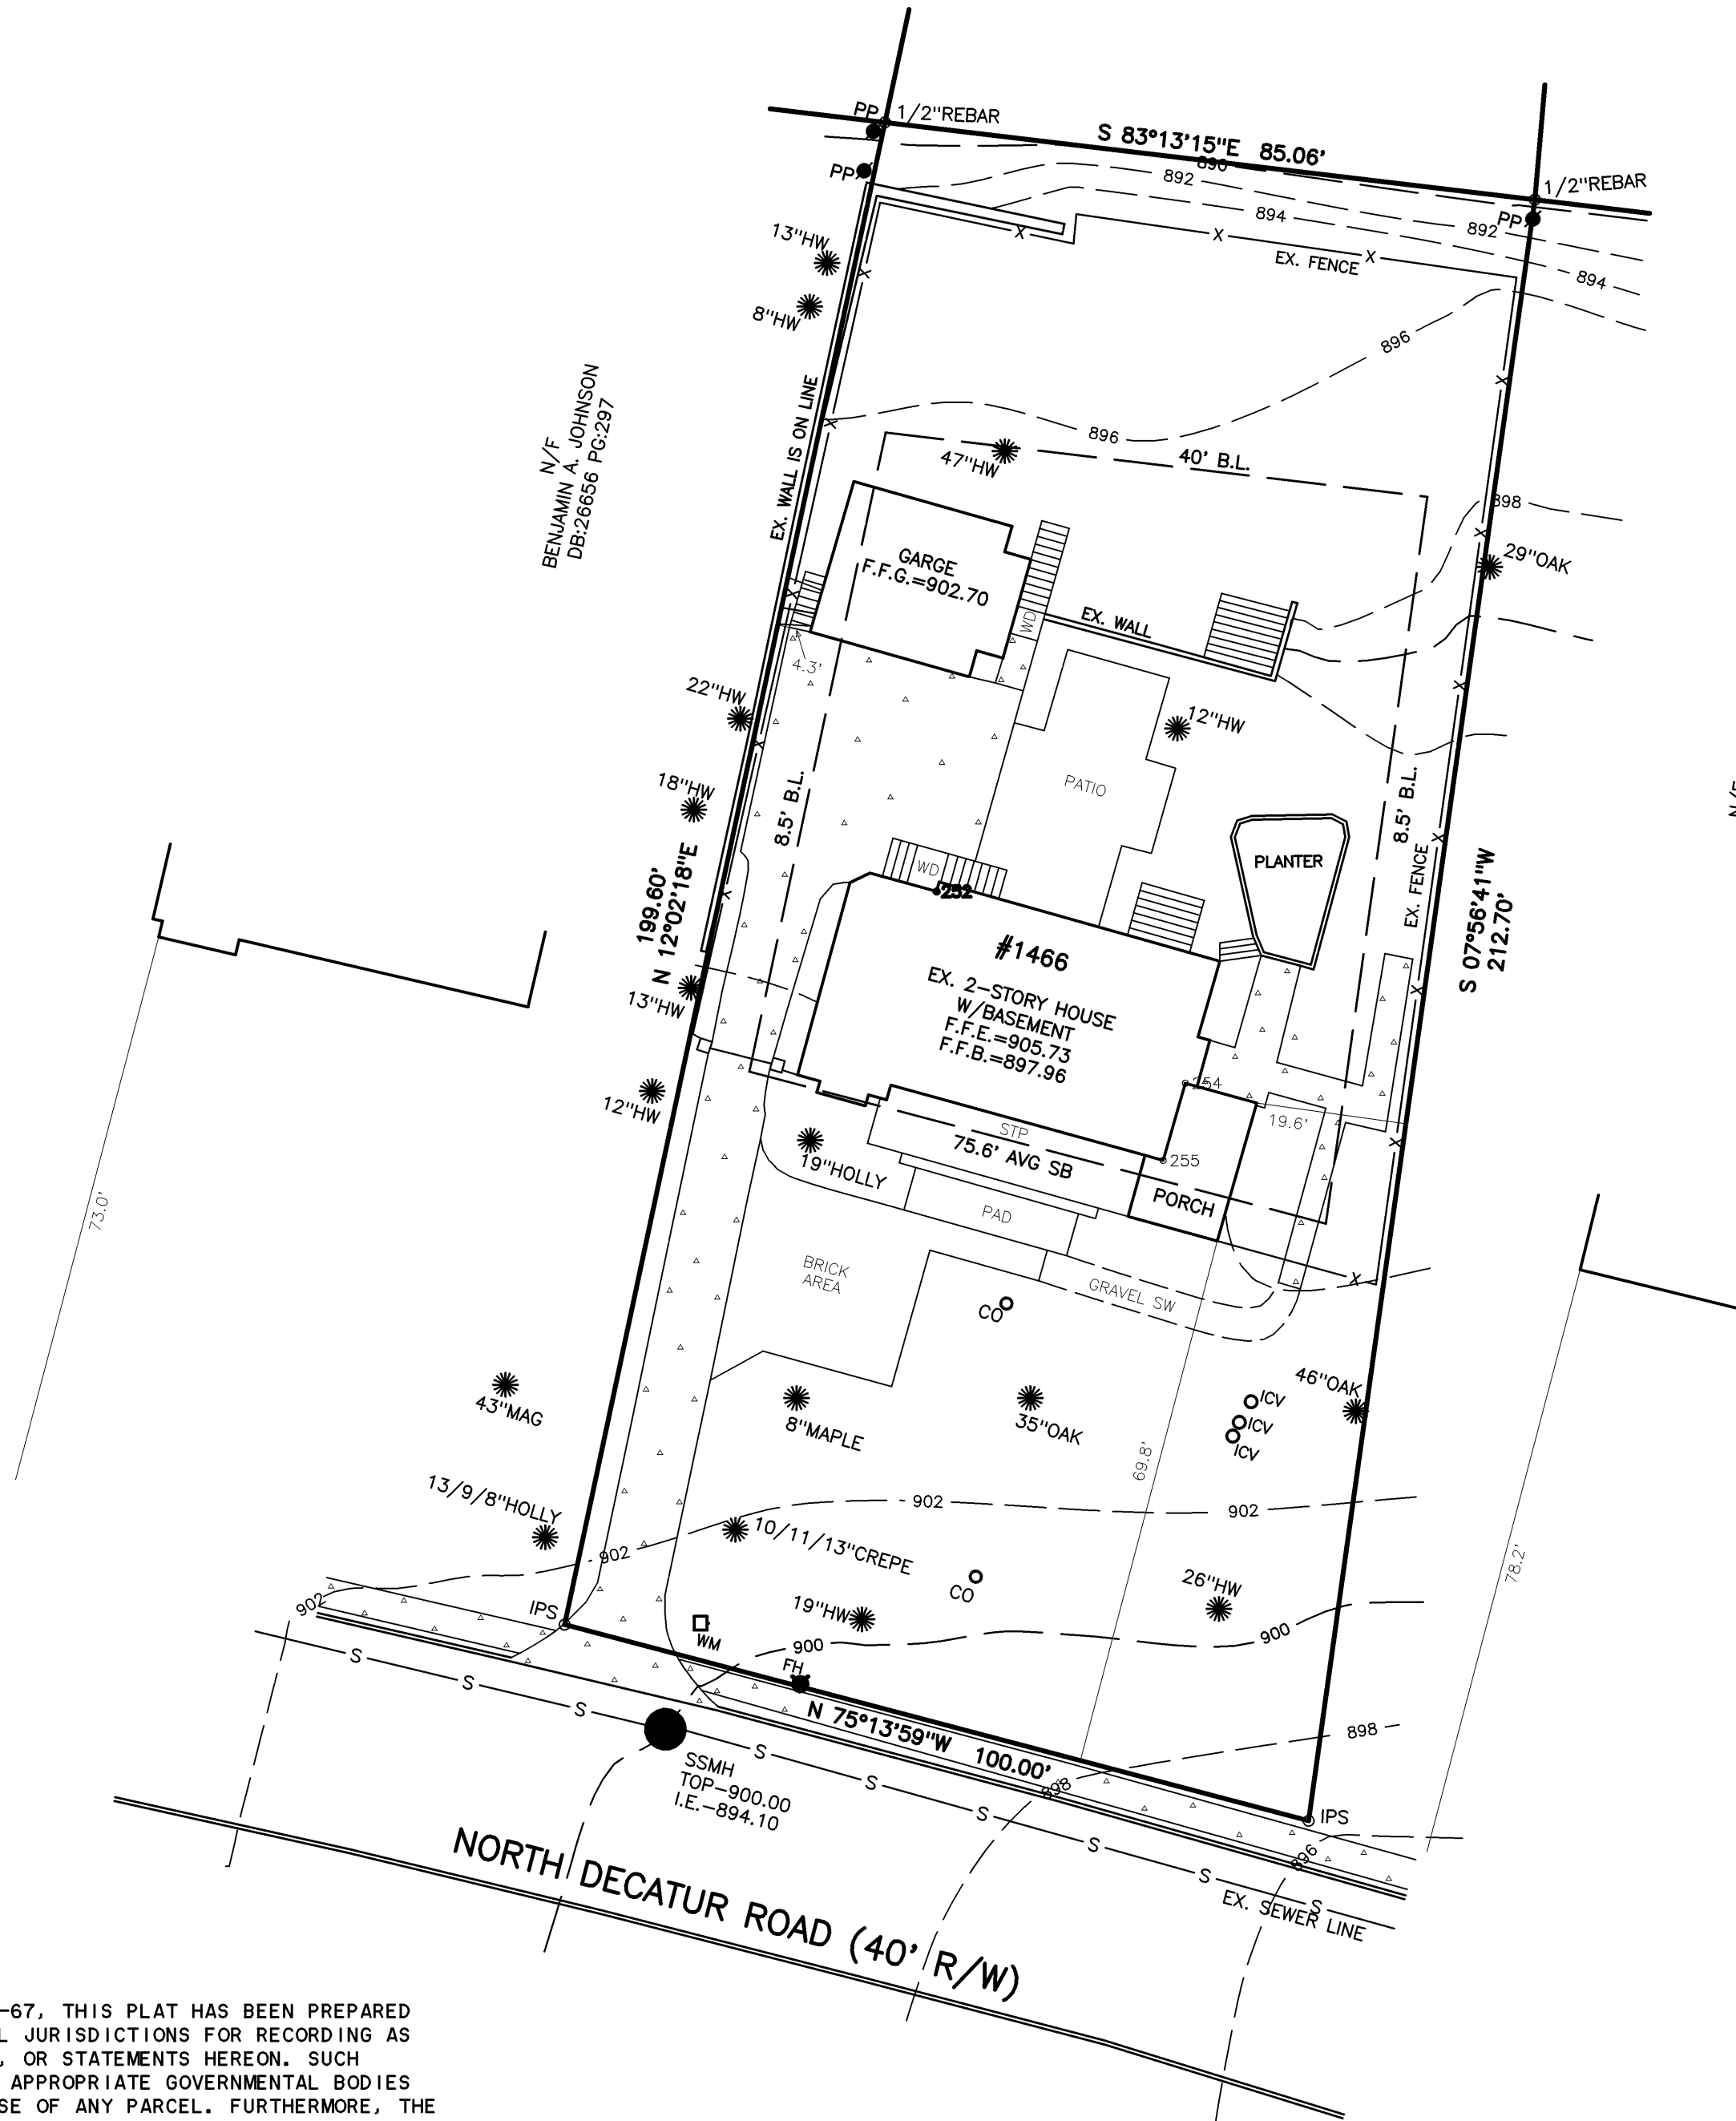 PP
1/2"REBAR
S 83°13'15"E 85.06'
890
892
1/2"REBAR
PP
894
892
PP
13"HW
X
X
X
EX. FENCE
894
X
8"HW
896
N/F
BENJAMIN A. JOHNSON
DB:26656 PG:297
EX. WALL IS ON LINE
X
X
896
47"HW
40' B.L.
898
X
GARGE
F.F.G.=902.70
29"OAK
X
WD
EX. WALL
4.3'
22"HW
X
X
12"HW
PATIO
18"HW
8.5' B.L.
8.5' B.L.
X
EX. FENCE
PLANTER
WD
252
199.60'
N 12°02'18"E
X
S 07°56'41"W
212.70'
#1466
EX. 2-STORY HOUSE
W/BASEMENT
F.F.E.=905.73
F.F.B.=897.96
13"HW
X
12"HW
254
19.6'
STP
75.6' AVG SB
X
255
19"HOLLY
PORCH
73.0'
PAD
BRICK
AREA
GRAVEL SW
X
CO
43"MAG
8"MAPLE
35"OAK
46"OAK
ICV
ICV
ICV
69.8'
13/9/8"HOLLY
902
902
10/11/13"CREPE
902
CO
26"HW
78.2'
902
IPS
WM
19"HW
900
900
FH
S
S
S
N 75°13'59"W 100.00'
898
SSMH
TOP-900.00
I.E.-894.10
S
S
S
S
S
S
898
IPS
896
EX. SEWER LINE
NORTH DECATUR ROAD (40' R/W)
-67, THIS PLAT HAS BEEN PREPARED
L JURISDICTIONS FOR RECORDING AS
, OR STATEMENTS HEREON. SUCH
APPROPRIATE GOVERNMENTAL BODIES
SE OF ANY PARCEL. FURTHERMORE, THE